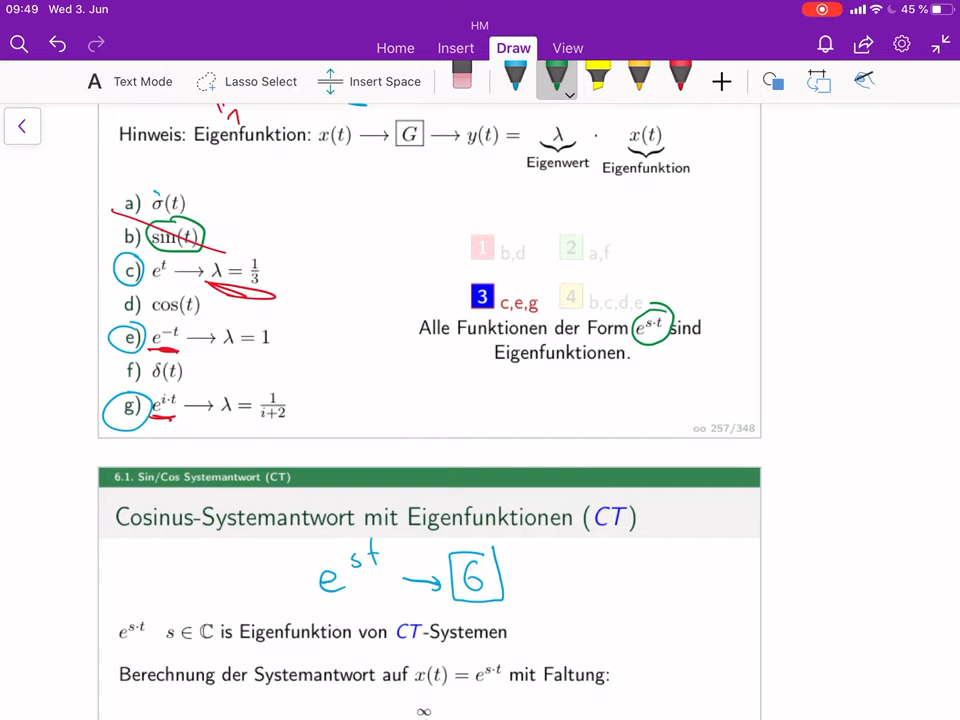 09:49 Wed 3. Jun
45 %
HM
Home Insert Draw View
A Text Mode Lasso Select Insert Space
Hinweis: Eigenfunktion: x(t) ⟶ G ⟶ y(t) = λ · x(t)
Eigenwert Eigenfunktion
a) σ(t)
b) sin(t)
c) e^t ⟶ λ = 1/3
d) cos(t)
e) e^{-t} ⟶ λ = 1
f) δ(t)
g) e^{i·t} ⟶ λ = 1/(i+2)
1 b,d 2 a,f
3 c,e,g 4 b,c,d,e
Alle Funktionen der Form e^{s·t} sind
Eigenfunktionen.
oo 257/348
6.1. Sin/Cos Systemantwort (CT)
Cosinus-Systemantwort mit Eigenfunktionen (CT)
e^{st} → G
e^{s·t} s ∈ ℂ is Eigenfunktion von CT-Systemen
Berechnung der Systemantwort auf x(t) = e^{s·t} mit Faltung:
∞